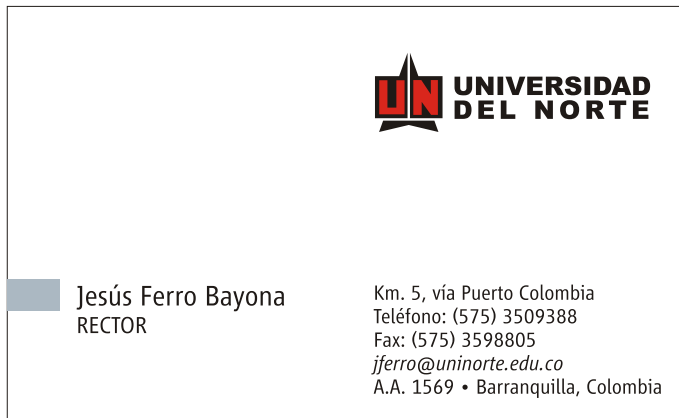 UN UNIVERSIDAD
DEL NORTE
Jesús Ferro Bayona
RECTOR
Km. 5, vía Puerto Colombia
Teléfono: (575) 3509388
Fax: (575) 3598805
jferro@uninorte.edu.co
A.A. 1569 • Barranquilla, Colombia